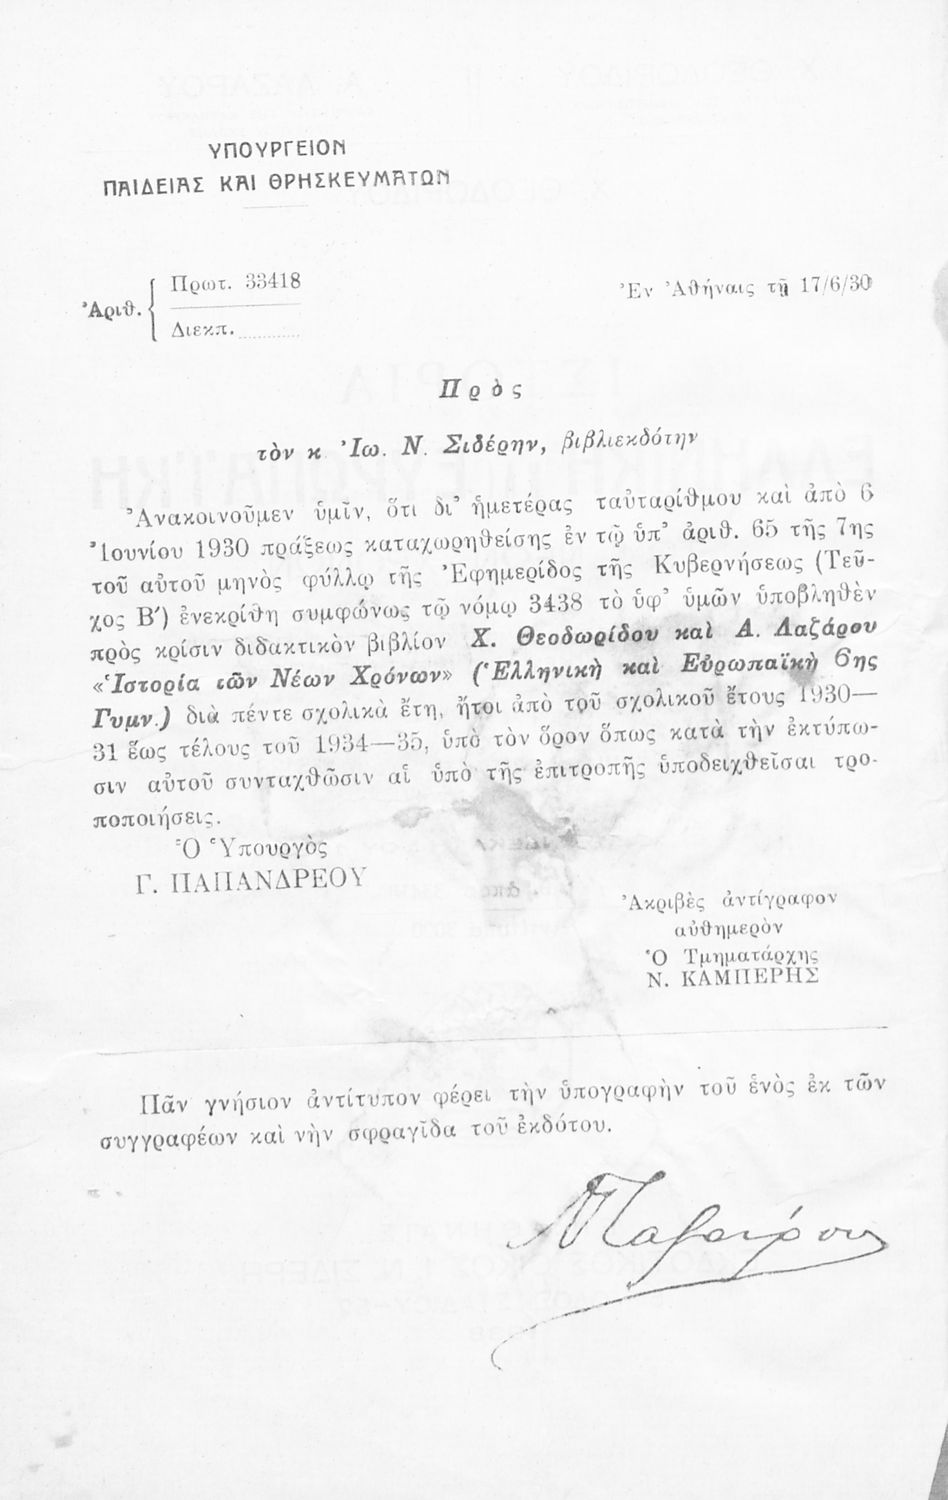 ΥΠΟΥΡΓΕΙΟΝ
ΠΑΙΔΕΙΑΣ ΚΑΙ ΘΡΗΣΚΕΥΜΑΤΩΝ
Πρωτ. 33418
Ἀριθ.
Διεκπ.
Ἐν Ἀθήναις τῇ 17/6/30
Πρὸς
τὸν κ Ἰω. Ν. Σιδέρην, βιβλιεκδότην
Ἀνακοινοῦμεν ὑμῖν, ὅτι δι' ἡμετέρας ταὐταρίθμου καὶ ἀπὸ 6
Ἰουνίου 1930 πράξεως καταχωρηθείσης ἐν τῷ ὑπ' ἀριθ. 65 τῆς 7ης
τοῦ αὐτοῦ μηνὸς φύλλῳ τῆς Ἐφημερίδος τῆς Κυβερνήσεως (Τεῦ-
χος Β′) ἐνεκρίθη συμφώνως τῷ νόμῳ 3438 τὸ ὑφ' ὑμῶν ὑποβληθὲν
πρὸς κρίσιν διδακτικὸν βιβλίον Χ. Θεοδωρίδου καὶ Α. Λαζάρου
«Ἱστορία ιῶν Νέων Χρόνων» (Ἑλληνικὴ καὶ Εὐρωπαϊκὴ 6ης
Γυμν.) διὰ πέντε σχολικὰ ἔτη, ἤτοι ἀπὸ τοῦ σχολικοῦ ἔτους 1930—
31 ἕως τέλους τοῦ 1934—35, ὑπὸ τὸν ὅρον ὅπως κατὰ τὴν ἐκτύπω-
σιν αὐτοῦ συνταχθῶσιν αἱ ὑπὸ τῆς ἐπιτροπῆς ὑποδειχθεῖσαι τρο-
ποποιήσεις.
Ὁ Ὑπουργὸς
Γ. ΠΑΠΑΝΔΡΕΟΥ
Ἀκριβὲς ἀντίγραφον
αὐθημερὸν
Ὁ Τμηματάρχης
Ν. ΚΑΜΠΕΡΗΣ
Πᾶν γνήσιον ἀντίτυπον φέρει τὴν ὑπογραφὴν τοῦ ἑνὸς ἐκ τῶν
συγγραφέων καὶ νὴν σφραγῖδα τοῦ ἐκδότου.